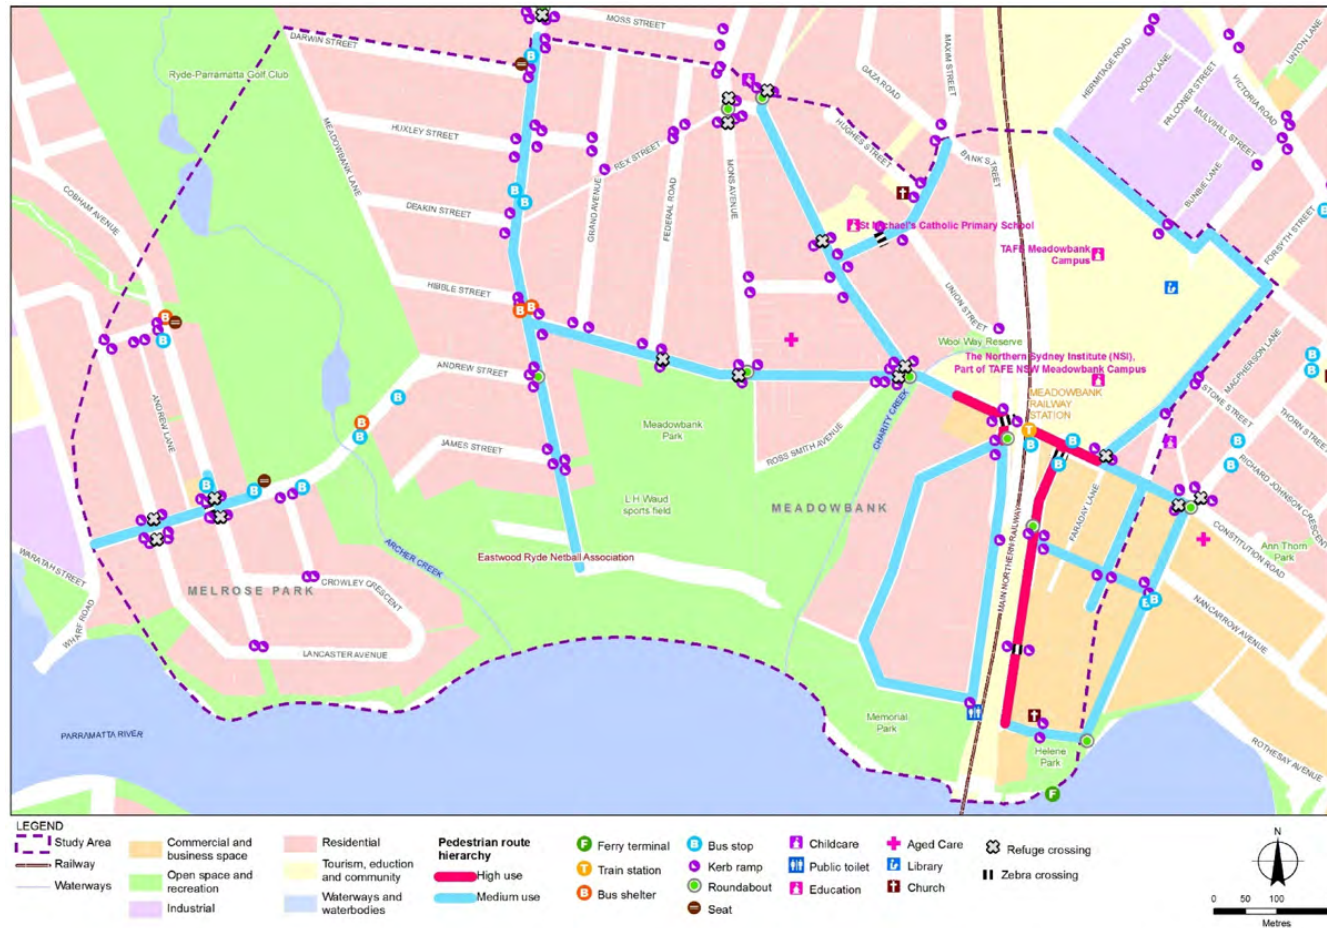 MOSS STREET
DARWIN STREET
Ryde-Parramatta Golf Club
MAXIM STREET
GAZA ROAD
HERMITAGE ROAD
NOOK LANE
FALCONER STREET
VICTORIA ROAD
LINTON LANE
MULVIHILL STREET
HUXLEY STREET
MEADOWBANK LANE
REX STREET
HUGHES STREET
BANK STREET
BUNBIE LANE
MONS AVENUE
COBHAM AVENUE
DEAKIN STREET
GRAND AVENUE
FEDERAL ROAD
St Michael's Catholic Primary School
TAFE Meadowbank
Campus
FORSYTH STREET
HIBBLE STREET
UNION STREET
Wool Way Reserve
The Northern Sydney Institute (NSI),
Part of TAFE NSW Meadowbank Campus
MACPHERSON LANE
STONE STREET
ANDREW STREET
MEADOWBANK
RAILWAY
STATION
THORN STREET
ANDREW LANE
Meadowbank
Park
CHARITY CREEK
JAMES STREET
ROSS SMITH AVENUE
RICHARD JOHNSON CRESCENT
L H Waud
sports field
MEADOWBANK
FARADAY LANE
CONSTITUTION ROAD
Ann Thorn
Park
ARCHER CREEK
Eastwood Ryde Netball Association
MAIN NORTHERN RAILWAY
WARATAH STREET
MELROSE PARK
CROWLEY CRESCENT
NANCARROW AVENUE
WHARF ROAD
LANCASTER AVENUE
PARRAMATTA RIVER
Memorial
Park
Helene
Park
ROTHESAY AVENUE
LEGEND
Study Area
Railway
Waterways
Commercial and
business space
Open space and
recreation
Industrial
Residential
Tourism, eduction
and community
Waterways and
waterbodies
Pedestrian route
hierarchy
High use
Medium use
F Ferry terminal
T Train station
B Bus shelter
B Bus stop
Kerb ramp
Roundabout
Seat
Childcare
Public toilet
Education
Aged Care
Library
Church
Refuge crossing
Zebra crossing
N
0 50 100
Metres